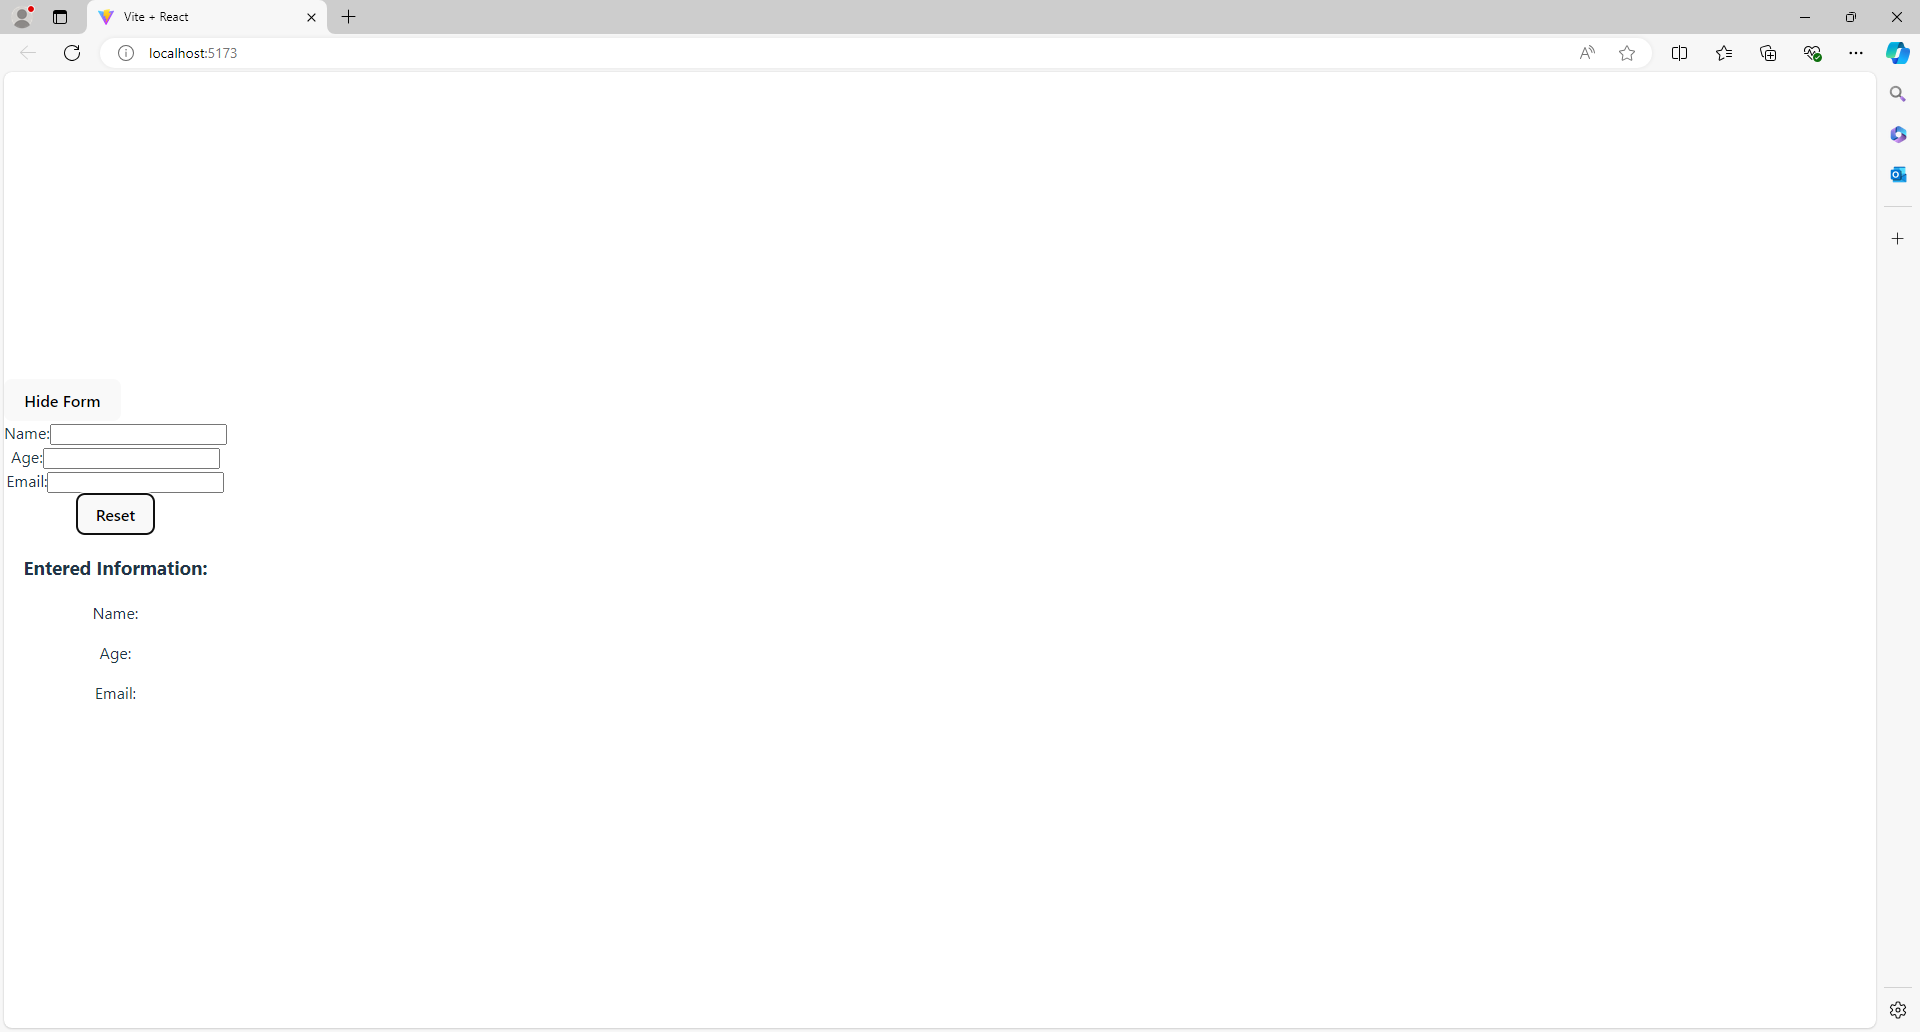 Vite + React
localhost:5173
Hide Form
Name:
Age:
Email:
Reset
Entered Information:
Name:
Age:
Email: